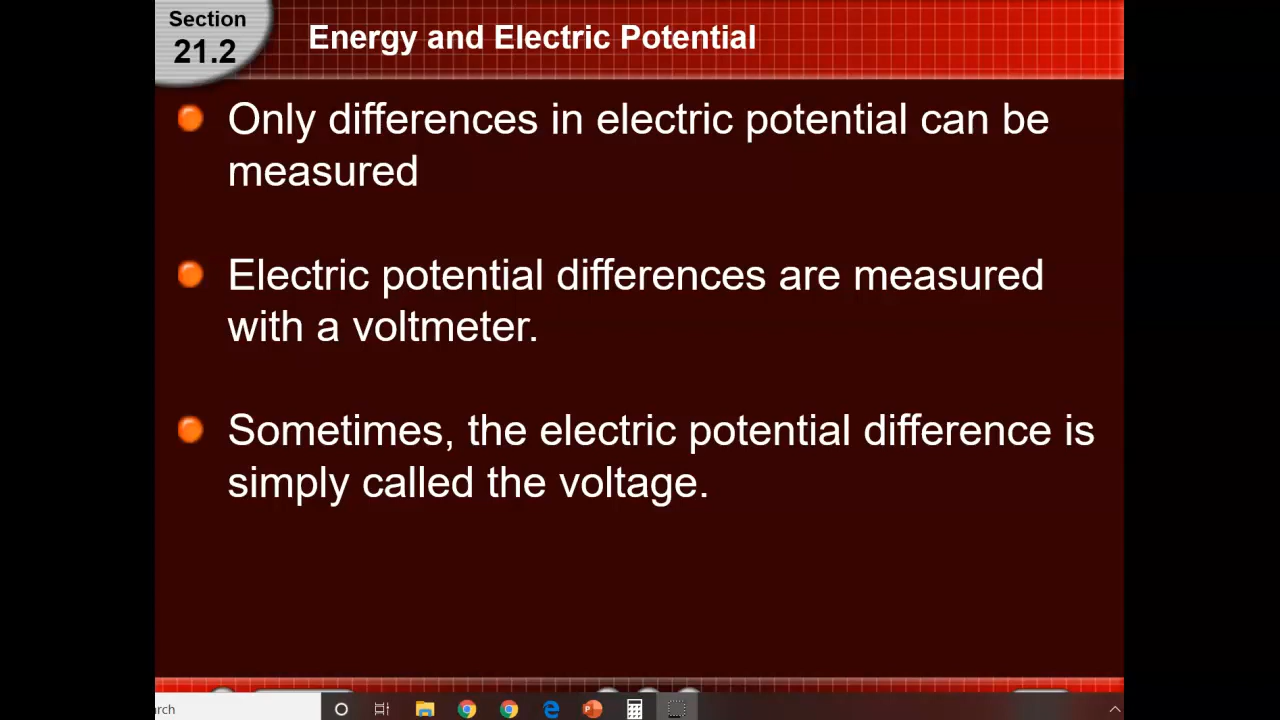 Section
21.2
Energy and Electric Potential
Only differences in electric potential can be
measured
Electric potential differences are measured
with a voltmeter.
Sometimes, the electric potential difference is
simply called the voltage.
rch